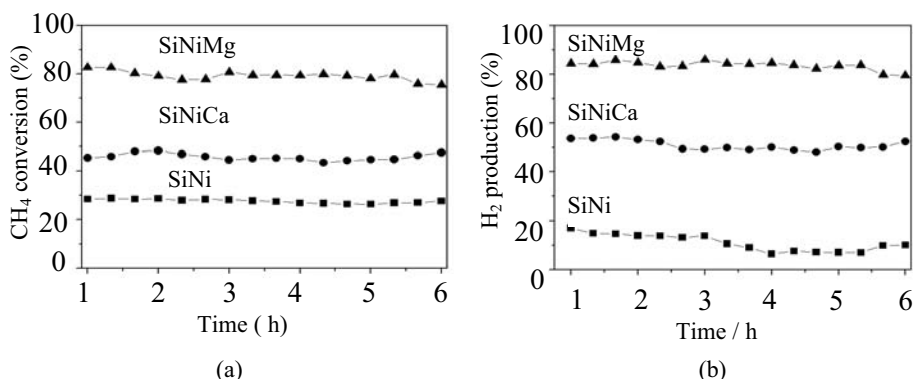 CH₄ conversion (%)
100
80
60
40
20
0
SiNiMg
SiNiCa
SiNi
1 2 3 4 5 6
Time ( h)
(a)
H₂ production (%)
100
80
60
40
20
0
SiNiMg
SiNiCa
SiNi
1 2 3 4 5 6
Time / h
(b)